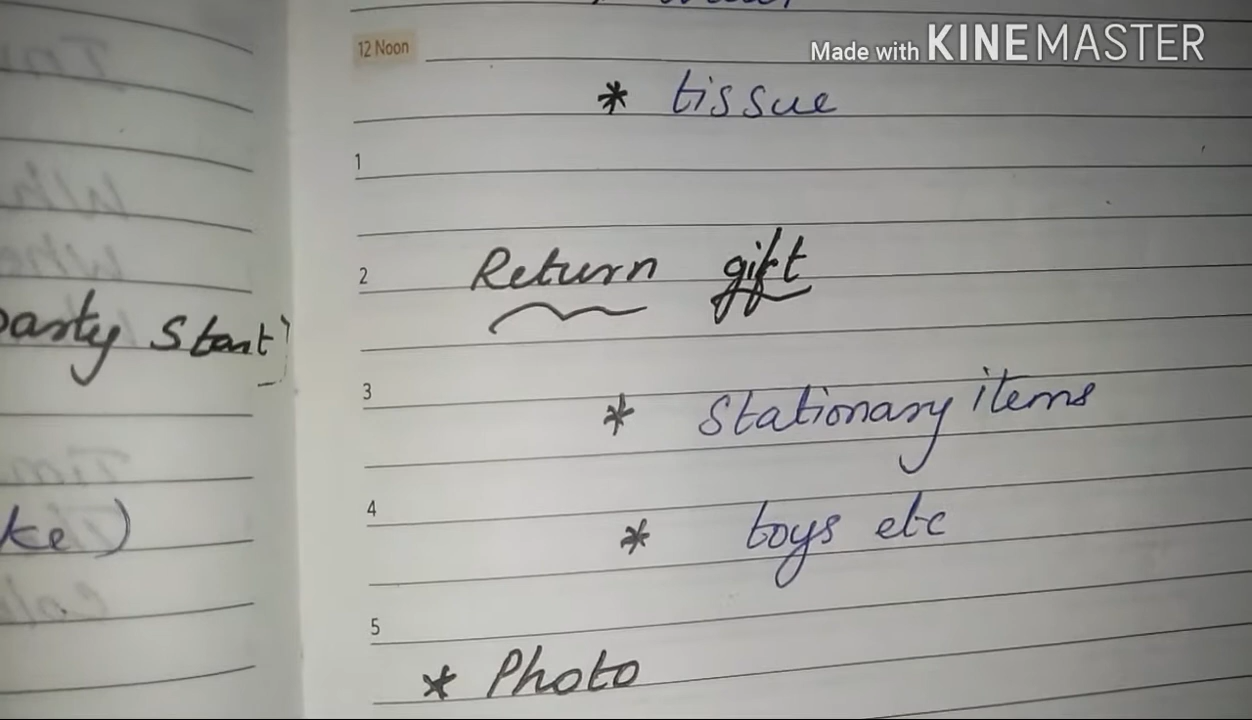 Made with KINEMASTER
12 Noon
* tissue
1
2 Return gift
party Start)
3
* Stationary items
4
* toys etc
ke)
5
* Photo